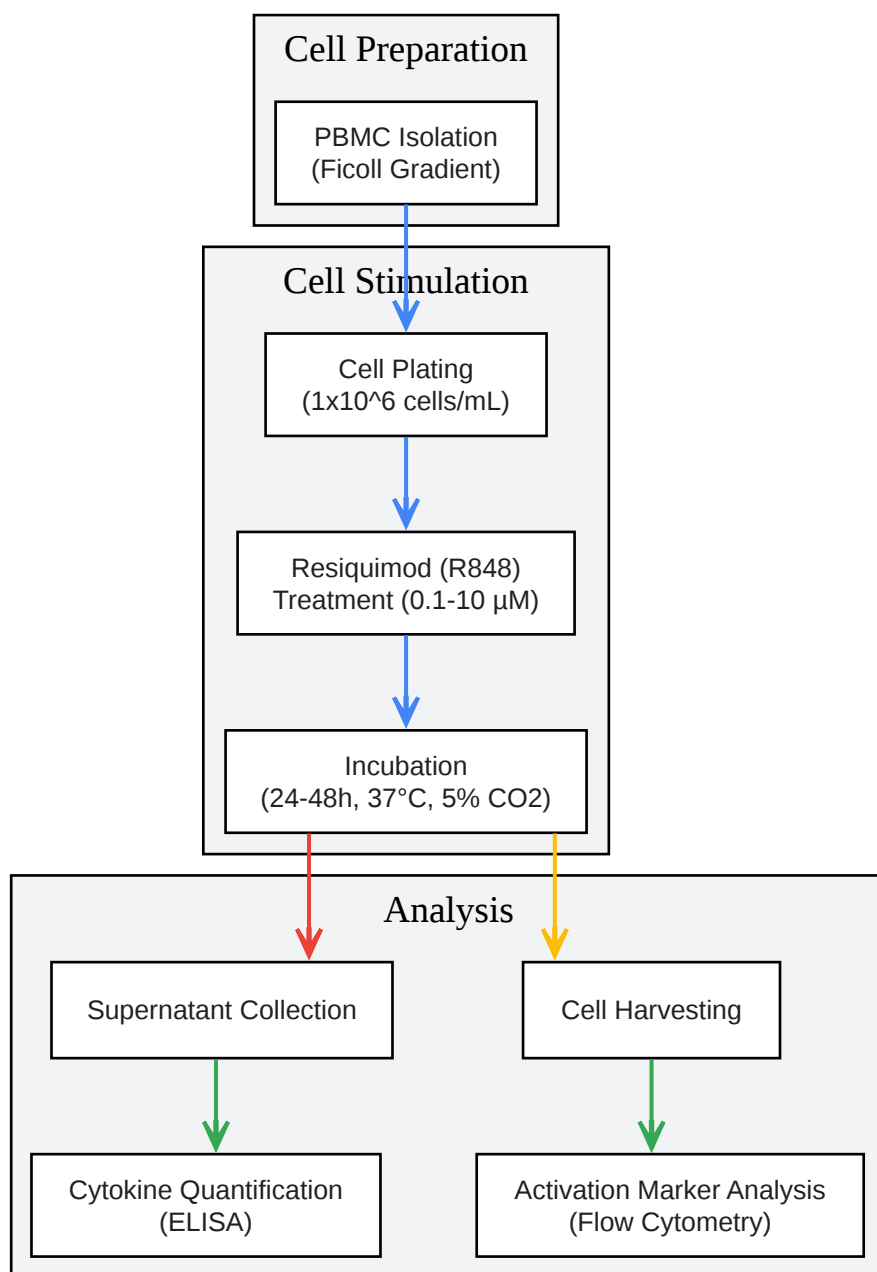 Cell Preparation
PBMC Isolation
(Ficoll Gradient)
Cell Stimulation
Cell Plating
(1x10^6 cells/mL)
Resiquimod (R848)
Treatment (0.1-10 µM)
Incubation
(24-48h, 37°C, 5% CO2)
Analysis
Supernatant Collection
Cell Harvesting
Cytokine Quantification
(ELISA)
Activation Marker Analysis
(Flow Cytometry)